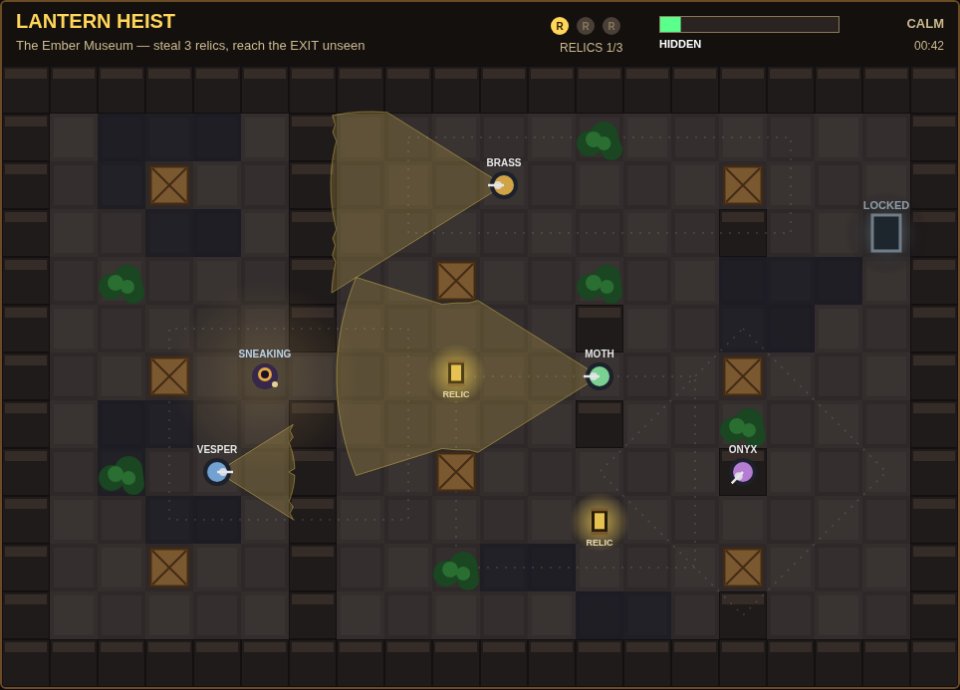 LANTERN HEIST
The Ember Museum — steal 3 relics, reach the EXIT unseen
R R R
RELICS 1/3
HIDDEN
CALM
00:42
BRASS
LOCKED
SNEAKING
MOTH
RELIC
VESPER
ONYX
RELIC